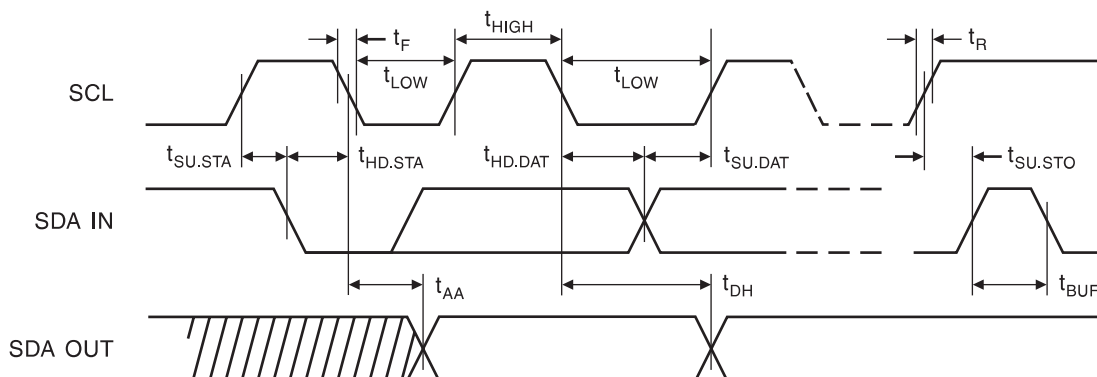 tHIGH
tF
tR
tLOW
tLOW
SCL
tSU.STA
tHD.STA
tHD.DAT
tSU.DAT
tSU.STO
SDA IN
tAA
tDH
tBUF
SDA OUT